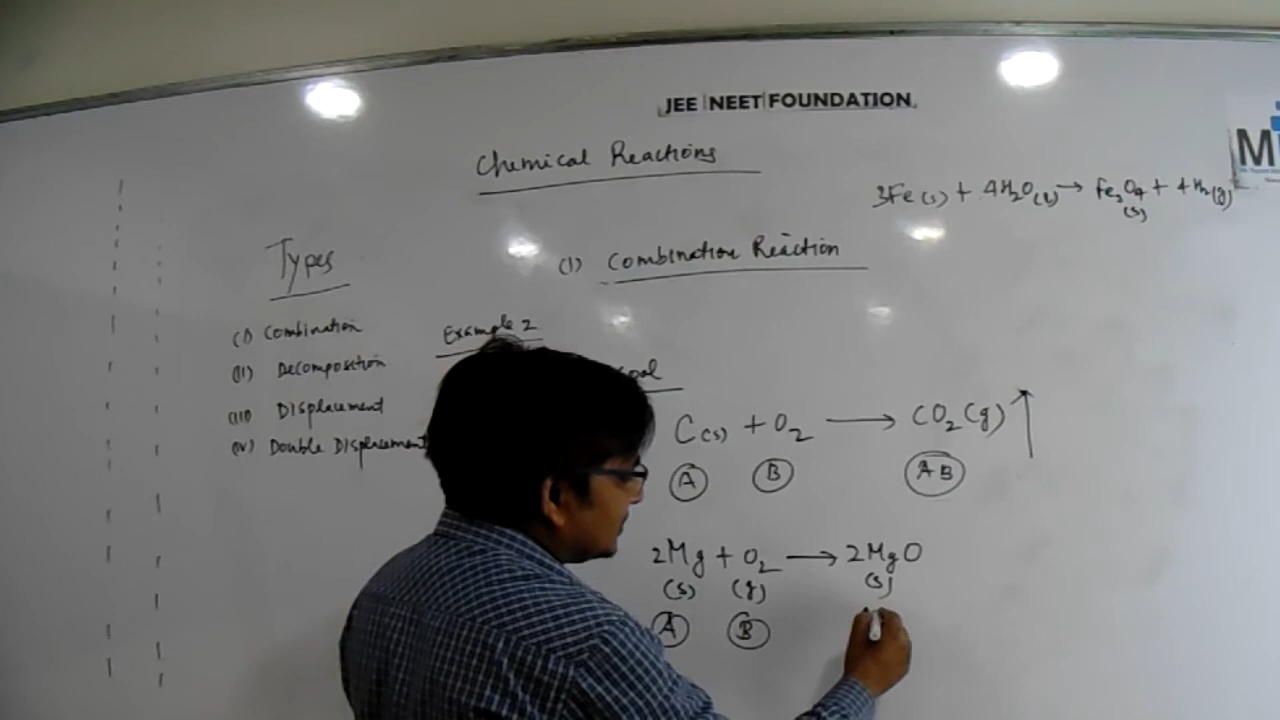 JEE NEET FOUNDATION
Chemical Reactions
3Fe(s) + 4H2O(g) → Fe3O4 + 4H2(g)
(s)
M
Types
(I) Combination Reaction
(I) Combination
(II) Decomposition
(III) Displacement
(IV) Double Displacement
Example 2
Coal
C(s) + O2 → CO2(g) ↑
A B AB
2Mg + O2 → 2MgO
(s) (g) (s)
A B